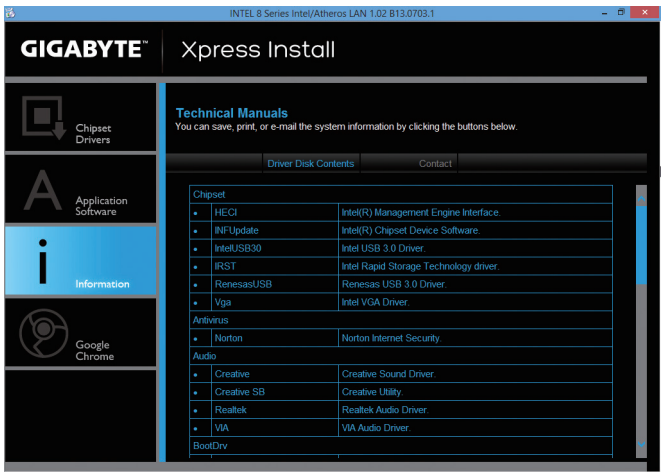 INTEL 8 Series Intel/Atheros LAN 1.02 B13.0703.1
GIGABYTE™
Xpress Install
Chipset
Drivers
Application
Software
Information
Google
Chrome
Technical Manuals
You can save, print, or e-mail the system information by clicking the buttons below.
Driver Disk Contents Contact
Chipset
• HECI Intel(R) Management Engine Interface.
• INFUpdate Intel(R) Chipset Device Software.
• IntelUSB30 Intel USB 3.0 Driver.
• IRST Intel Rapid Storage Technology driver.
• RenesasUSB Renesas USB 3.0 Driver.
• Vga Intel VGA Driver.
Antivirus
• Norton Norton Internet Security.
Audio
• Creative Creative Sound Driver.
• Creative SB Creative Utility.
• Realtek Realtek Audio Driver.
• VIA VIA Audio Driver.
BootDrv